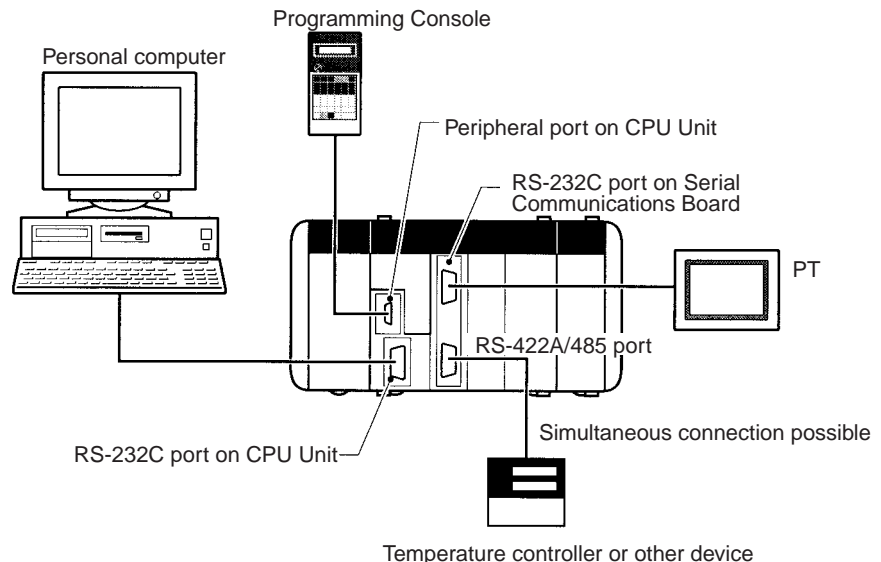 Programming Console
Personal computer
Peripheral port on CPU Unit
RS-232C port on Serial
Communications Board
PT
RS-422A/485 port
Simultaneous connection possible
RS-232C port on CPU Unit
Temperature controller or other device